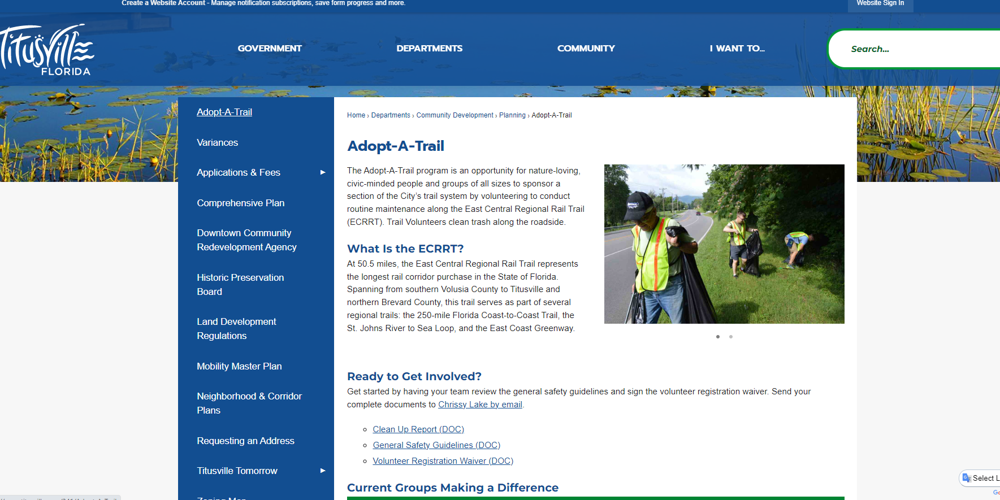 Create a Website Account - Manage notification subscriptions, save form progress and more.
Website Sign In
Titusville
FLORIDA
GOVERNMENT
DEPARTMENTS
COMMUNITY
I WANT TO...
Search...
Adopt-A-Trail
Variances
Applications & Fees
Comprehensive Plan
Downtown Community
Redevelopment Agency
Historic Preservation
Board
Land Development
Regulations
Mobility Master Plan
Neighborhood & Corridor
Plans
Requesting an Address
Titusville Tomorrow
Home › Departments › Community Development › Planning › Adopt-A-Trail
Adopt-A-Trail
The Adopt-A-Trail program is an opportunity for nature-loving,
civic-minded people and groups of all sizes to sponsor a
section of the City's trail system by volunteering to conduct
routine maintenance along the East Central Regional Rail Trail
(ECRRT). Trail Volunteers clean trash along the roadside.
What Is the ECRRT?
At 50.5 miles, the East Central Regional Rail Trail represents
the longest rail corridor purchase in the State of Florida.
Spanning from southern Volusia County to Titusville and
northern Brevard County, this trail serves as part of several
regional trails: the 250-mile Florida Coast-to-Coast Trail, the
St. Johns River to Sea Loop, and the East Coast Greenway.
Ready to Get Involved?
Get started by having your team review the general safety guidelines and sign the volunteer registration waiver. Send your
complete documents to Chrissy Lake by email.
Clean Up Report (DOC)
General Safety Guidelines (DOC)
Volunteer Registration Waiver (DOC)
Current Groups Making a Difference
Select L